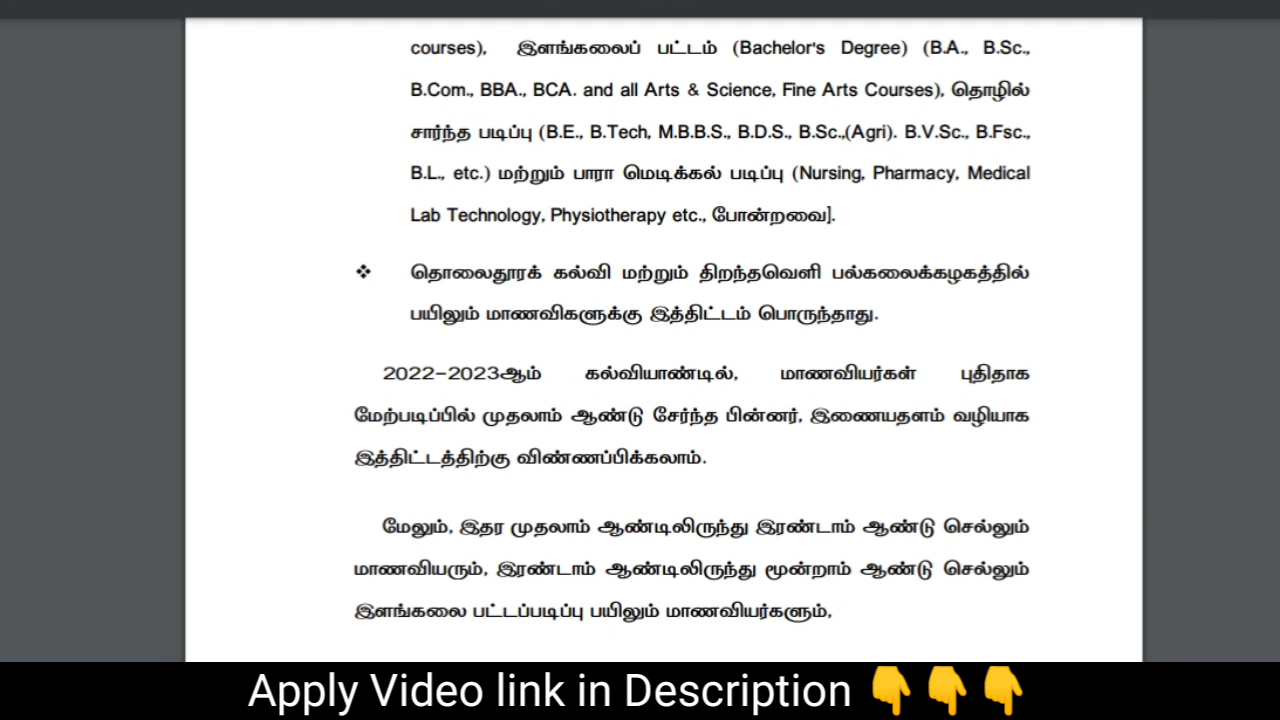 courses), இளங்கலைப் பட்டம் (Bachelor's Degree) (B.A., B.Sc.,
B.Com., BBA., BCA. and all Arts & Science, Fine Arts Courses), தொழில்
சார்ந்த படிப்பு (B.E., B.Tech, M.B.B.S., B.D.S., B.Sc.,(Agri). B.V.Sc., B.Fsc.,
B.L., etc.) மற்றும் பாரா மெடிக்கல் படிப்பு (Nursing, Pharmacy, Medical
Lab Technology, Physiotherapy etc., போன்றவை].
❖ தொலைதூரக் கல்வி மற்றும் திறந்தவெளி பல்கலைக்கழகத்தில்
பயிலும் மாணவிகளுக்கு இத்திட்டம் பொருந்தாது.
2022-2023ஆம் கல்வியாண்டில், மாணவியர்கள் புதிதாக
மேற்படிப்பில் முதலாம் ஆண்டு சேர்ந்த பின்னர், இணையதளம் வழியாக
இத்திட்டத்திற்கு விண்ணப்பிக்கலாம்.
மேலும், இதர முதலாம் ஆண்டிலிருந்து இரண்டாம் ஆண்டு செல்லும்
மாணவியரும், இரண்டாம் ஆண்டிலிருந்து மூன்றாம் ஆண்டு செல்லும்
இளங்கலை பட்டப்படிப்பு பயிலும் மாணவியர்களும்,
Apply Video link in Description 👇👇👇